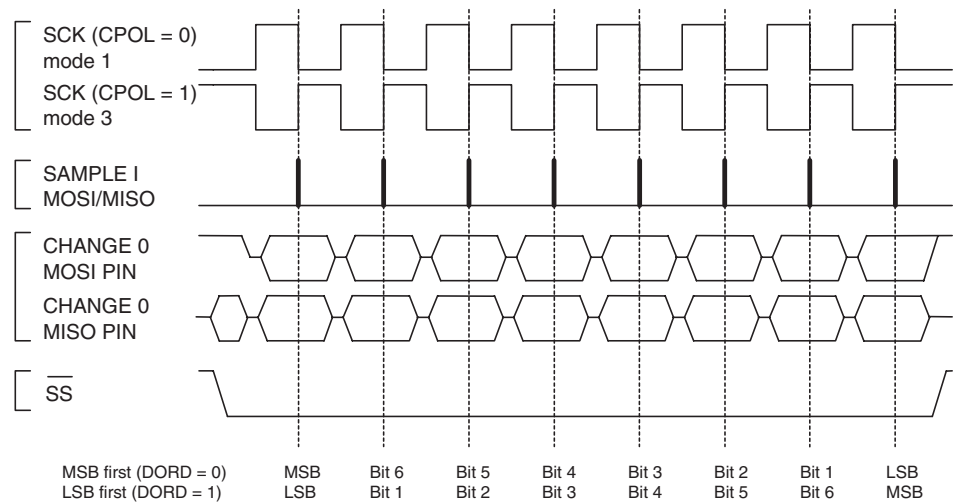 SCK (CPOL = 0)
mode 1
SCK (CPOL = 1)
mode 3
SAMPLE I
MOSI/MISO
CHANGE 0
MOSI PIN
CHANGE 0
MISO PIN
SS
MSB first (DORD = 0) MSB Bit 6 Bit 5 Bit 4 Bit 3 Bit 2 Bit 1 LSB
LSB first (DORD = 1) LSB Bit 1 Bit 2 Bit 3 Bit 4 Bit 5 Bit 6 MSB